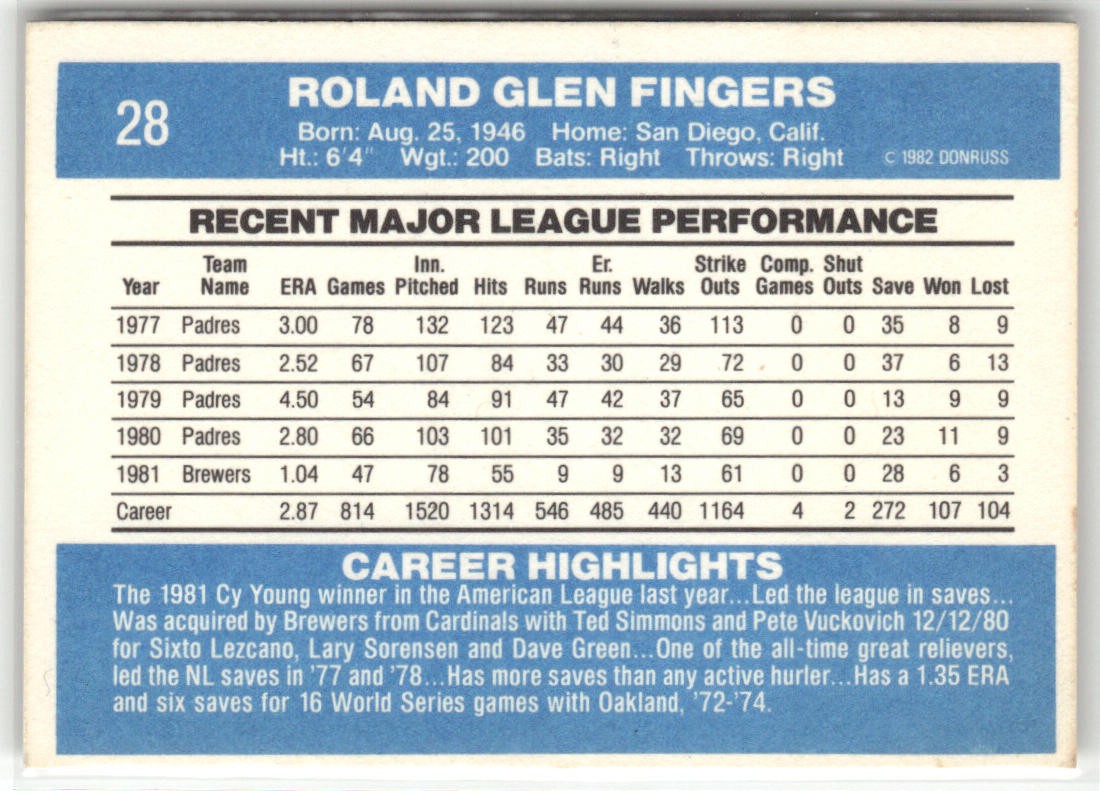 28
ROLAND GLEN FINGERS
Born: Aug. 25, 1946 Home: San Diego, Calif.
Ht.: 6'4" Wgt.: 200 Bats: Right Throws: Right
C 1982 DONRUSS
RECENT MAJOR LEAGUE PERFORMANCE
Team Inn. Er. Strike Comp. Shut
Year Name ERA Games Pitched Hits Runs Runs Walks Outs Games Outs Save Won Lost
1977 Padres 3.00 78 132 123 47 44 36 113 0 0 35 8 9
1978 Padres 2.52 67 107 84 33 30 29 72 0 0 37 6 13
1979 Padres 4.50 54 84 91 47 42 37 65 0 0 13 9 9
1980 Padres 2.80 66 103 101 35 32 32 69 0 0 23 11 9
1981 Brewers 1.04 47 78 55 9 9 13 61 0 0 28 6 3
Career 2.87 814 1520 1314 546 485 440 1164 4 2 272 107 104
CAREER HIGHLIGHTS
The 1981 Cy Young winner in the American League last year...Led the league in saves...
Was acquired by Brewers from Cardinals with Ted Simmons and Pete Vuckovich 12/12/80
for Sixto Lezcano, Lary Sorensen and Dave Green...One of the all-time great relievers,
led the NL saves in '77 and '78...Has more saves than any active hurler...Has a 1.35 ERA
and six saves for 16 World Series games with Oakland, '72-'74.